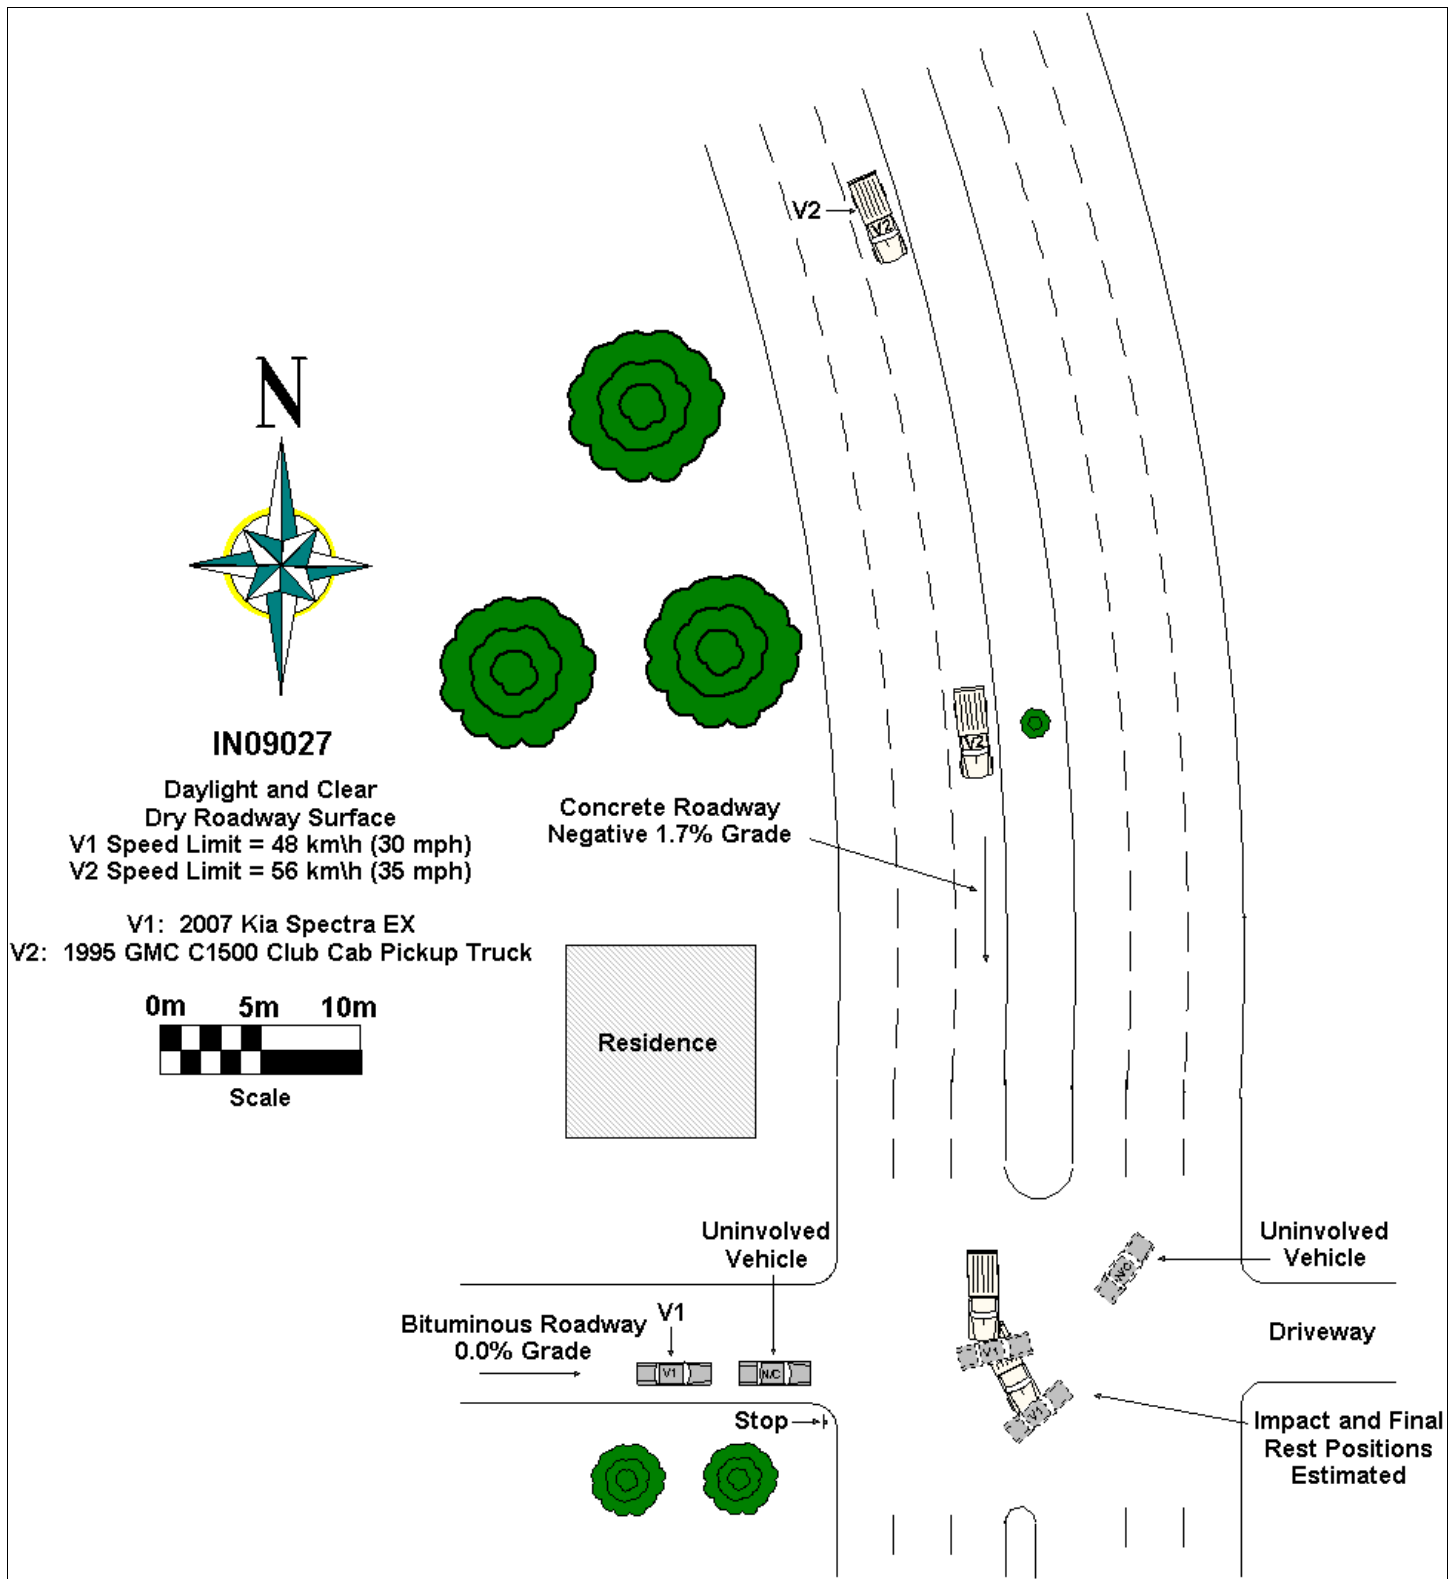 V2
V2
N
V2
IN09027
Daylight and Clear
Dry Roadway Surface
V1 Speed Limit = 48 km\h (30 mph)
V2 Speed Limit = 56 km\h (35 mph)
V1: 2007 Kia Spectra EX
V2: 1995 GMC C1500 Club Cab Pickup Truck
0m 5m 10m
Scale
Concrete Roadway
Negative 1.7% Grade
Residence
Uninvolved
Vehicle
Uninvolved
Vehicle
N/C
V1
Bituminous Roadway
0.0% Grade
V1
N/C
Driveway
V1
V1
Stop
Impact and Final
Rest Positions
Estimated